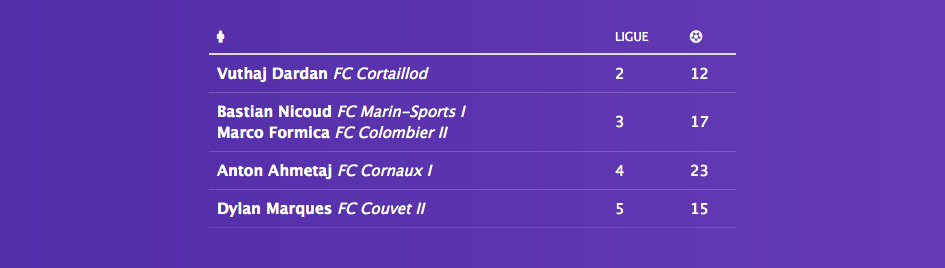 LIGUE
Vuthaj Dardan FC Cortaillod 2 12
Bastian Nicoud FC Marin-Sports I
Marco Formica FC Colombier II 3 17
Anton Ahmetaj FC Cornaux I 4 23
Dylan Marques FC Couvet II 5 15